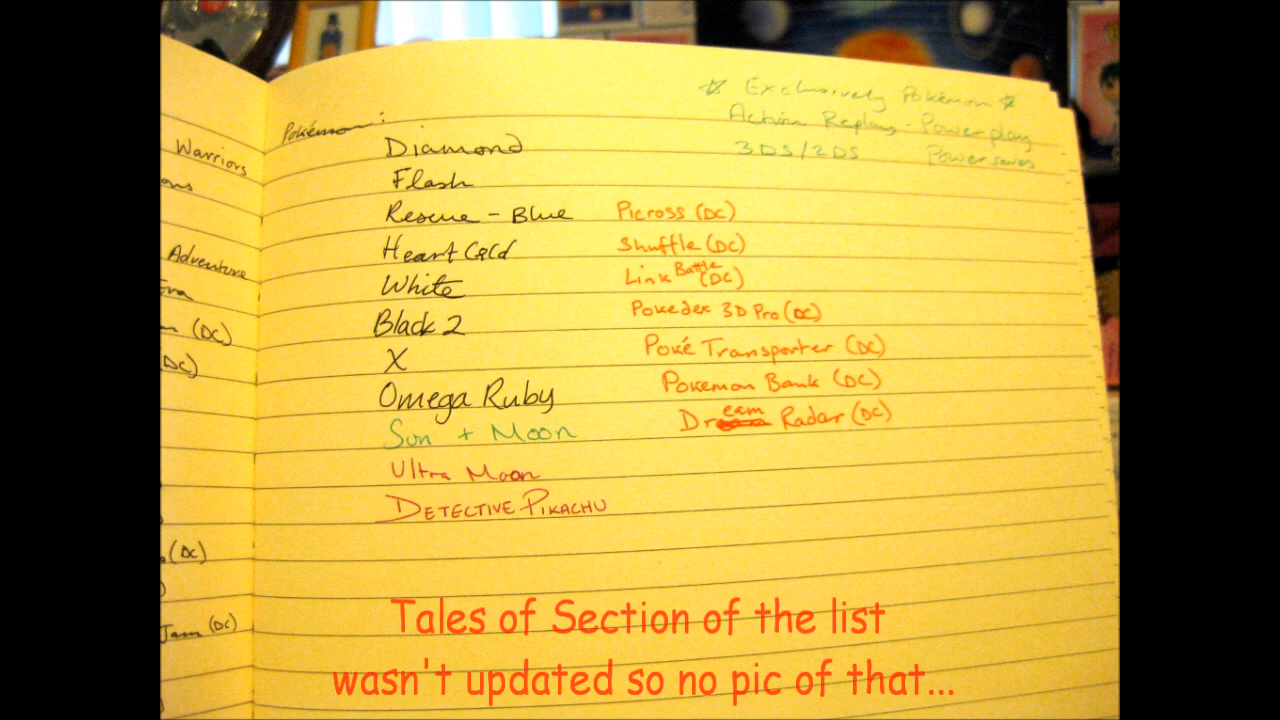 Warriors
ons
Adventure
(DC)
(DC)
(DC)
Jam (DC)
☆ Exclusively Pokémon ☆
Action Replay - Powerplay
3DS/2DS Powersaves
Pokémon:
Diamond
Flash
Rescue - Blue
Heart Gold
White
Black 2
X
Omega Ruby
Sun + Moon
Ultra Moon
DETECTIVE PIKACHU
Picross (DC)
Shuffle (DC)
Link Battle (DC)
Pokedex 3D Pro (DC)
Poké Transporter (DC)
Pokemon Bank (DC)
Dream Radar (DC)
Tales of Section of the list
wasn't updated so no pic of that...